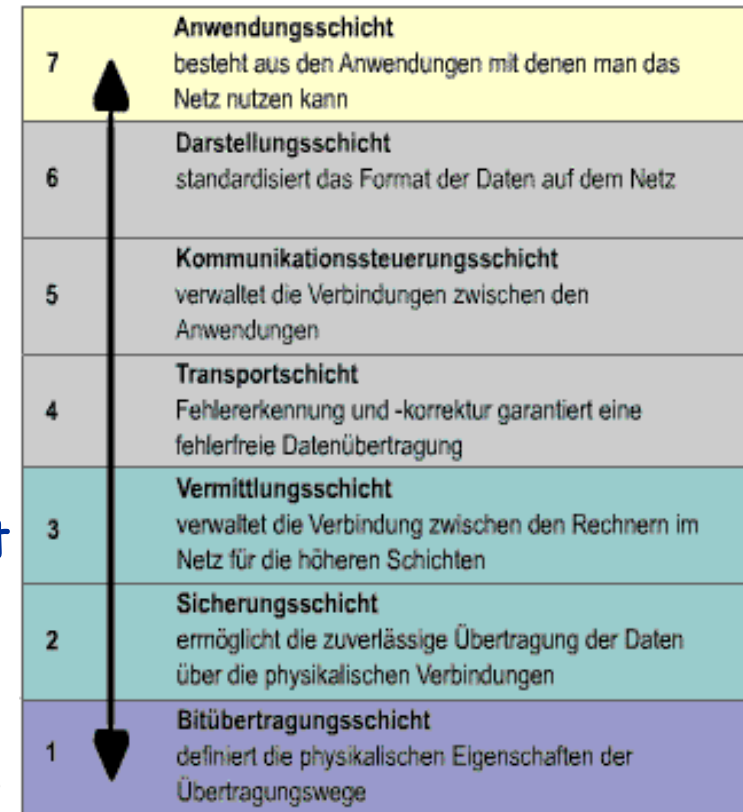 Anwendungsschicht
7 besteht aus den Anwendungen mit denen man das
Netz nutzen kann
Darstellungsschicht
6 standardisiert das Format der Daten auf dem Netz
Kommunikationssteuerungsschicht
5 verwaltet die Verbindungen zwischen den
Anwendungen
Transportschicht
4 Fehlererkennung und -korrektur garantiert eine
fehlerfreie Datenübertragung
Vermittlungsschicht
3 verwaltet die Verbindung zwischen den Rechnern im
Netz für die höheren Schichten
Sicherungsschicht
2 ermöglicht die zuverlässige Übertragung der Daten
über die physikalischen Verbindungen
Bitübertragungsschicht
1 definiert die physikalischen Eigenschaften der
Übertragungswege